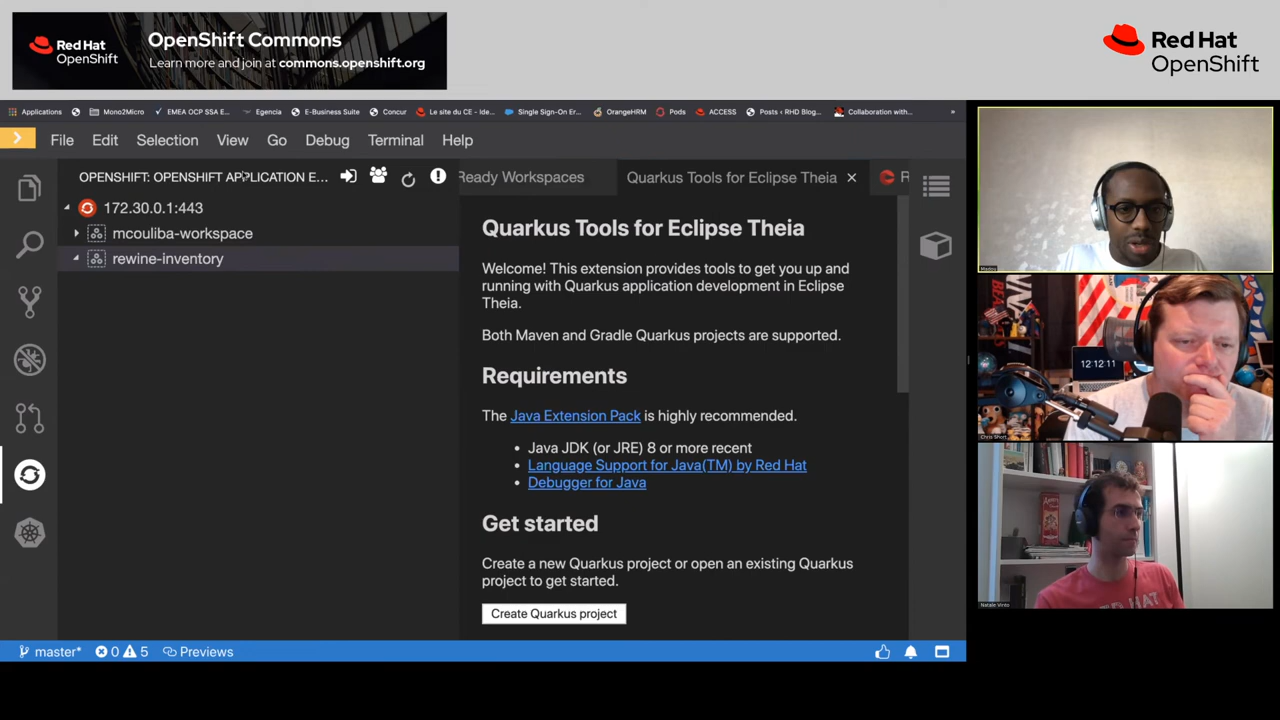 Red Hat
OpenShift
OpenShift Commons
Learn more and join at commons.openshift.org
Red Hat
OpenShift
Applications
Mono2Micro
EMEA OCP SSA E...
Egencia
E-Business Suite
Concur
Le site du CE - Ide...
Single Sign-On Er...
OrangeHRM
Pods
ACCESS
Posts ‹ RHD Blog...
Collaboration with...
»
File Edit Selection View Go Debug Terminal Help
OPENSHIFT: OPENSHIFT APPLICATION E...
172.30.0.1:443
mcouliba-workspace
rewine-inventory
Ready Workspaces
Quarkus Tools for Eclipse Theia
R
Quarkus Tools for Eclipse Theia
Welcome! This extension provides tools to get you up and
running with Quarkus application development in Eclipse
Theia.
Both Maven and Gradle Quarkus projects are supported.
Requirements
The Java Extension Pack is highly recommended.
• Java JDK (or JRE) 8 or more recent
• Language Support for Java(TM) by Red Hat
• Debugger for Java
Get started
Create a new Quarkus project or open an existing Quarkus
project to get started.
Create Quarkus project
master* 0 5 Previews
12:12:11
Chris Short
Natale Vinto